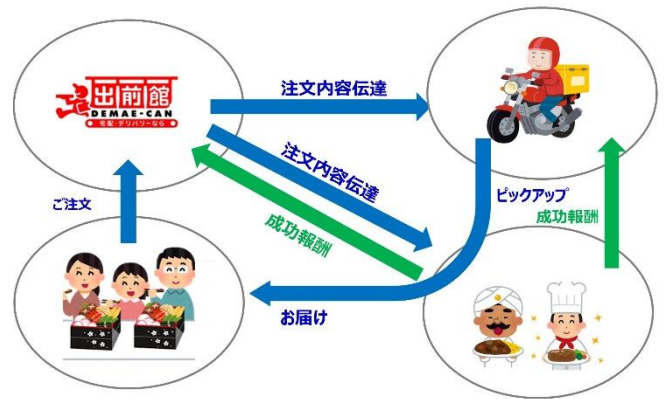 出前館
DEMAE-CAN
宅配・デリバリーなら
注文内容伝達
注文内容伝達
成功報酬
ご注文
ピックアップ
成功報酬
お届け